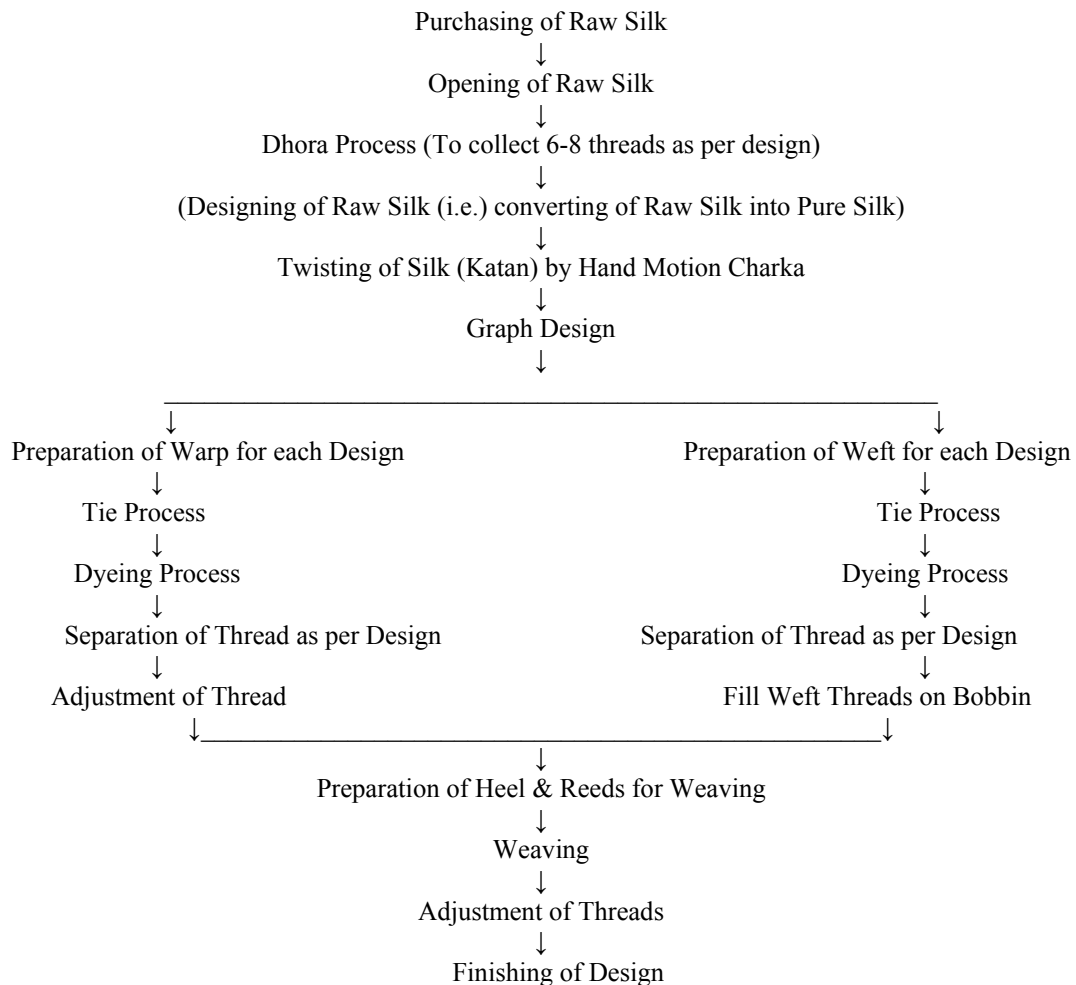 Purchasing of Raw Silk
↓
Opening of Raw Silk
↓
Dhora Process (To collect 6-8 threads as per design)
↓
(Designing of Raw Silk (i.e.) converting of Raw Silk into Pure Silk)
↓
Twisting of Silk (Katan) by Hand Motion Charka
↓
Graph Design
↓
↓ ↓
Preparation of Warp for each Design Preparation of Weft for each Design
↓ ↓
Tie Process Tie Process
↓ ↓
Dyeing Process Dyeing Process
↓ ↓
Separation of Thread as per Design Separation of Thread as per Design
↓ ↓
Adjustment of Thread Fill Weft Threads on Bobbin
↓ ↓
↓
Preparation of Heel & Reeds for Weaving
↓
Weaving
↓
Adjustment of Threads
↓
Finishing of Design